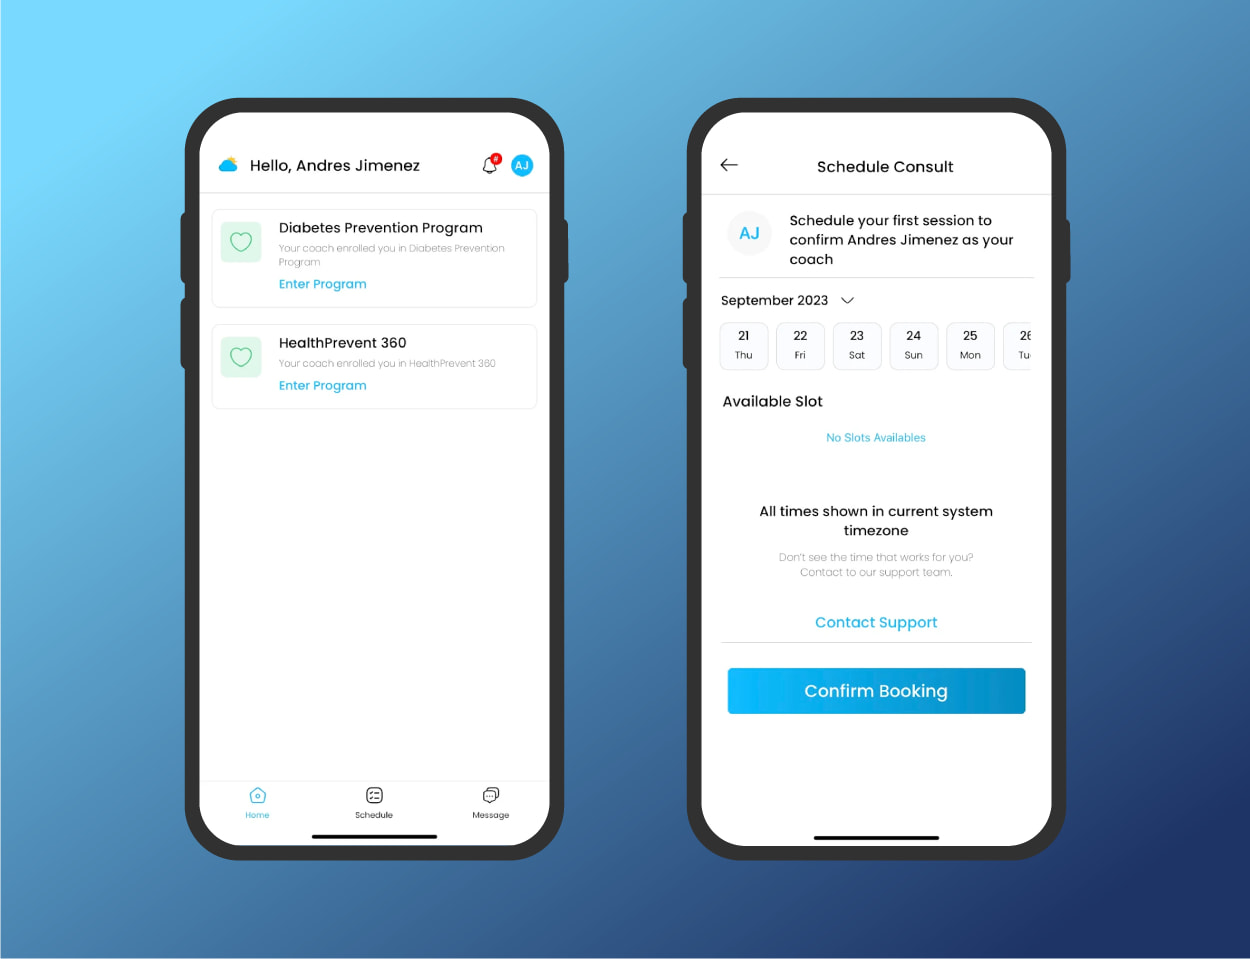 Hello, Andres Jimenez
#
AJ
Diabetes Prevention Program
Your coach enrolled you in Diabetes Prevention
Program
Enter Program
HealthPrevent 360
Your coach enrolled you in HealthPrevent 360
Enter Program
Home
Schedule
Message
Schedule Consult
AJ
Schedule your first session to
confirm Andres Jimenez as your
coach
September 2023
21 22 23 24 25 26
Thu Fri Sat Sun Mon Tu
Available Slot
No Slots Availables
All times shown in current system
timezone
Don't see the time that works for you?
Contact to our support team.
Contact Support
Confirm Booking